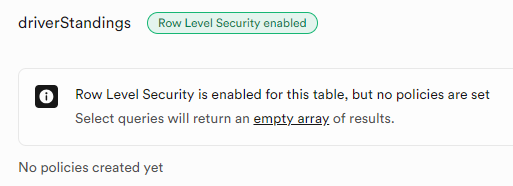 driverStandings Row Level Security enabled
Row Level Security is enabled for this table, but no policies are set
Select queries will return an empty array of results.
No policies created yet